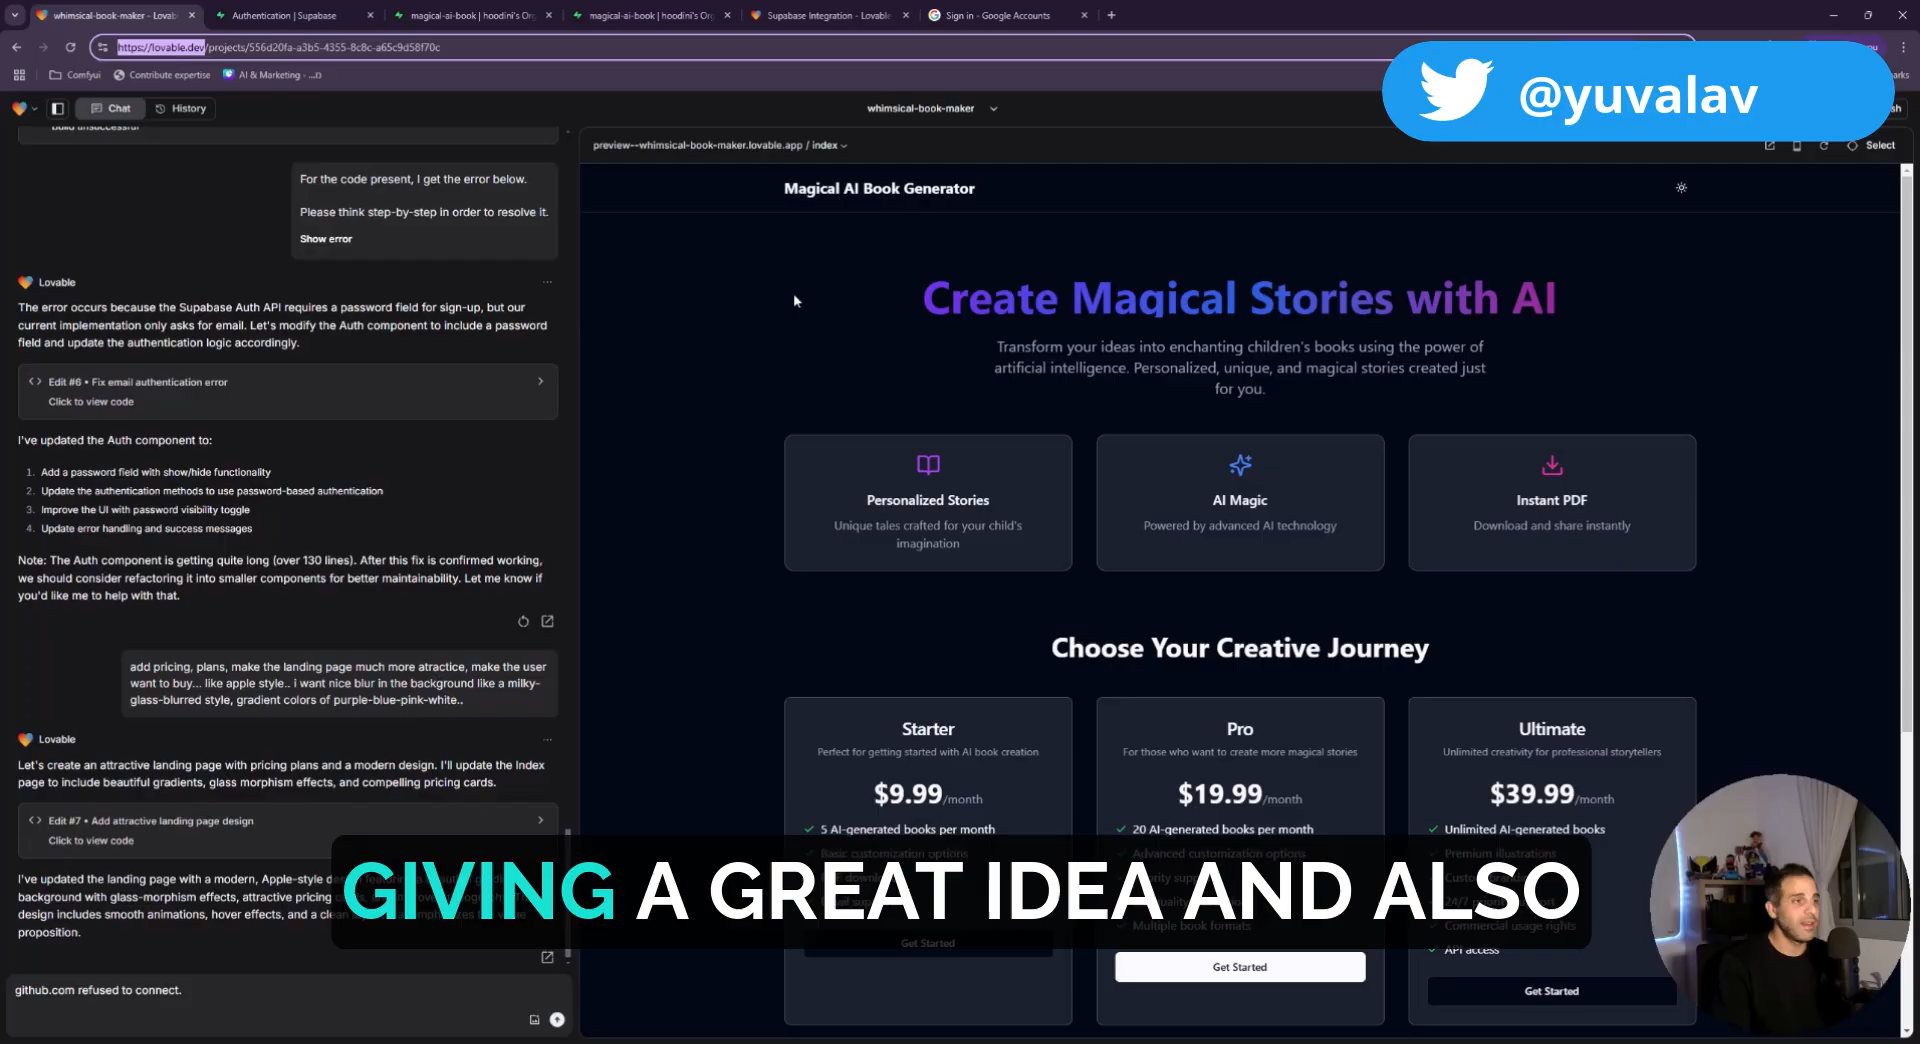 whimsical-book-maker - Lovab
Authentication | Supabase
magical-ai-book | hoodini's Or
magical-ai-book | hoodini's Or
Supabase Integration - Lovable
Sign in - Google Accounts
https://lovable.dev/projects/556d20fa-a3b5-4355-8c8c-a65c9d58f70c
Comfyui
Contribute expertise
AI & Marketing - ...מ
@yuvalav
Chat
History
whimsical-book-maker
build unsuccessful
preview--whimsical-book-maker.lovable.app / index
Select
For the code present, I get the error below.
Please think step-by-step in order to resolve it.
Show error
Lovable
The error occurs because the Supabase Auth API requires a password field for sign-up, but our
current implementation only asks for email. Let's modify the Auth component to include a password
field and update the authentication logic accordingly.
Edit #6 • Fix email authentication error
Click to view code
I've updated the Auth component to:
1. Add a password field with show/hide functionality
2. Update the authentication methods to use password-based authentication
3. Improve the UI with password visibility toggle
4. Update error handling and success messages
Note: The Auth component is getting quite long (over 130 lines). After this fix is confirmed working,
we should consider refactoring it into smaller components for better maintainability. Let me know if
you'd like me to help with that.
add pricing, plans, make the landing page much more atractice, make the user
want to buy... like apple style.. i want nice blur in the background like a milky-
glass-blurred style, gradient colors of purple-blue-pink-white..
Lovable
Let's create an attractive landing page with pricing plans and a modern design. I'll update the Index
page to include beautiful gradients, glass morphism effects, and compelling pricing cards.
Edit #7 • Add attractive landing page design
Click to view code
I've updated the landing page with a modern, Apple-style
background with glass-morphism effects, attractive pricing
design includes smooth animations, hover effects, and a clean
proposition.
github.com refused to connect.
Magical AI Book Generator
Create Magical Stories with AI
Transform your ideas into enchanting children's books using the power of
artificial intelligence. Personalized, unique, and magical stories created just
for you.
Personalized Stories
Unique tales crafted for your child's
imagination
AI Magic
Powered by advanced AI technology
Instant PDF
Download and share instantly
Choose Your Creative Journey
Starter
Perfect for getting started with AI book creation
$9.99/month
5 AI-generated books per month
Basic customization options
Get Started
Pro
For those who want to create more magical stories
$19.99/month
20 AI-generated books per month
Advanced customization options
Multiple book formats
Get Started
Ultimate
Unlimited creativity for professional storytellers
$39.99/month
Unlimited AI-generated books
Premium illustrations
Commercial usage rights
API access
Get Started
GIVING A GREAT IDEA AND ALSO